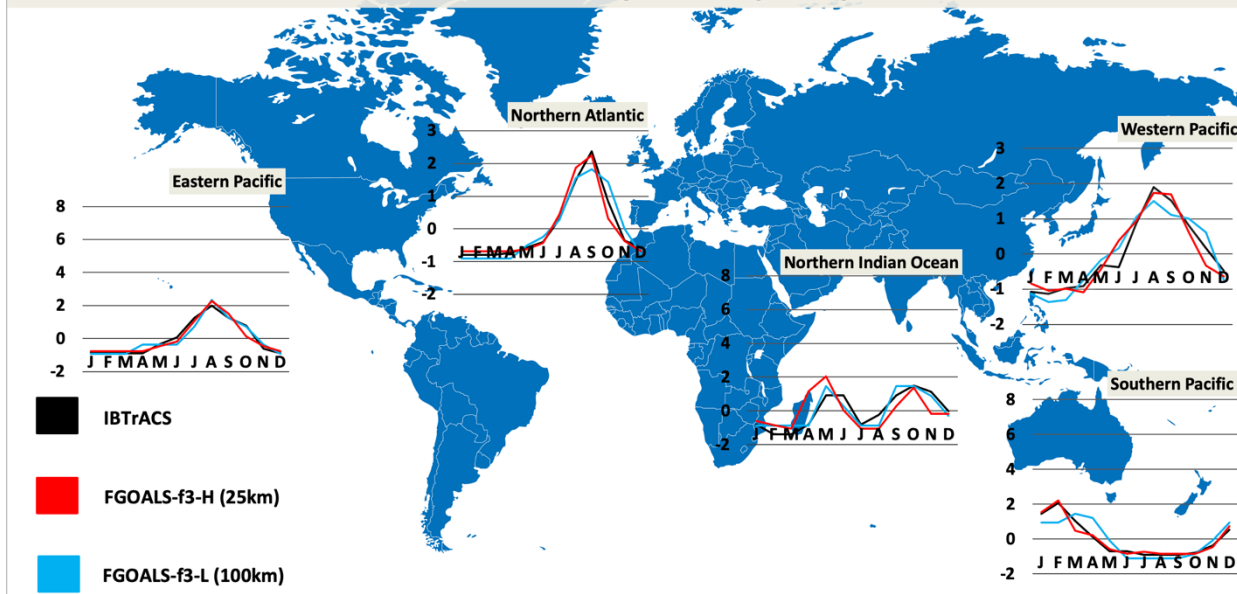 Northern Atlantic
3
2
1
0
-1
-2
J F M A M J J A S O N D
Western Pacific
3
2
1
0
-1
-2
J F M A M J J A S O N D
Eastern Pacific
8
6
4
2
0
-2
J F M A M J J A S O N D
Northern Indian Ocean
8
6
4
2
0
-2
J F M A M J J A S O N D
Southern Pacific
8
6
4
2
0
-2
J F M A M J J A S O N D
IBTrACS
FGOALS-f3-H (25km)
FGOALS-f3-L (100km)